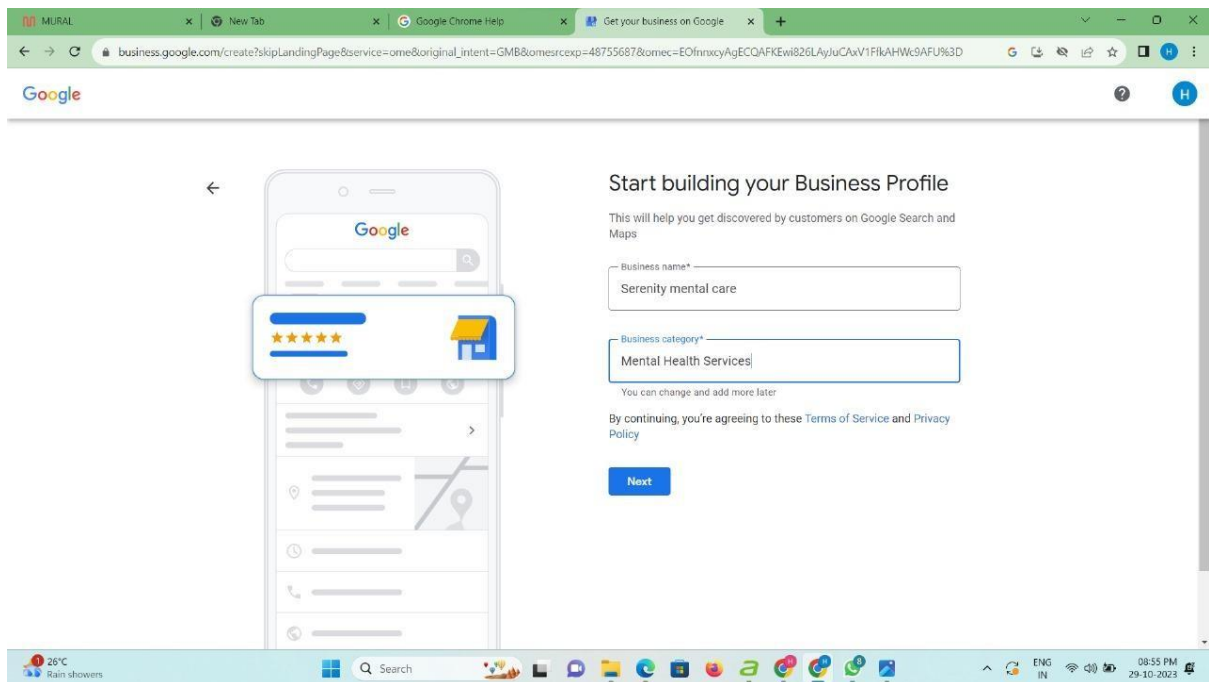 MURAL
New Tab
Google Chrome Help
Get your business on Google
business.google.com/create?skipLandingPage&service=ome&original_intent=GMB&omesrcexp=48755687&omec=EOfnnxcyAgECQAFKEwi826LAyJuCAxV1FfkAHWc9AFU%3D
G
H
Google
H
Google
Start building your Business Profile
This will help you get discovered by customers on Google Search and
Maps
Business name*
Serenity mental care
Business category*
Mental Health Services
You can change and add more later
By continuing, you're agreeing to these Terms of Service and Privacy
Policy
Next
1
26°C
Rain showers
Search
8
ENG
IN
08:55 PM
29-10-2023